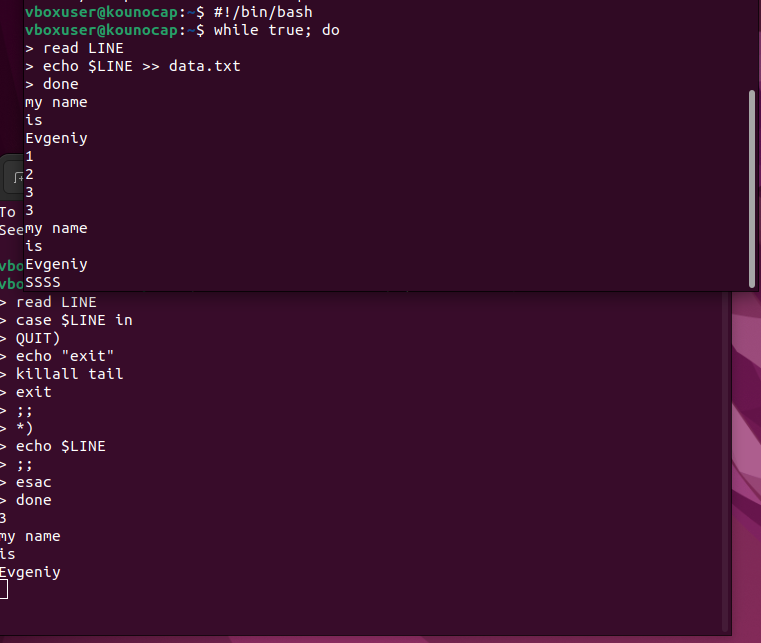 vboxuser@kounocap:~$ #!/bin/bash
vboxuser@kounocap:~$ while true; do
> read LINE
> echo $LINE >> data.txt
> done
my name
is
Evgeniy
1
2
3
3
my name
is
Evgeniy
SSSS
To
See
vbo
vbo
> read LINE
> case $LINE in
> QUIT)
> echo "exit"
> killall tail
> exit
> ;;
> *)
> echo $LINE
> ;;
> esac
> done
3
my name
is
Evgeniy